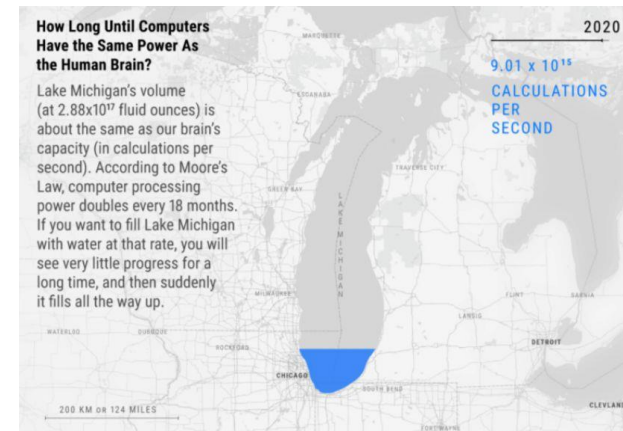 How Long Until Computers
Have the Same Power As
the Human Brain?
Lake Michigan's volume
(at 2.88x10¹⁷ fluid ounces) is
about the same as our brain's
capacity (in calculations per
second). According to Moore's
Law, computer processing
power doubles every 18 months.
If you want to fill Lake Michigan
with water at that rate, you will
see very little progress for a
long time, and then suddenly
it fills all the way up.
2020
9.01 x 10¹⁵
CALCULATIONS
PER
SECOND
MARQUETTE
ESCANABA
TRAVERSE CITY
GREEN BAY
LAKE MICHIGAN
MILWAUKEE
FLINT
SARNIA
LANSIG
WATERLOO
DUBUQUE
ROCKFORD
DETROIT
CHICAGO
SOUTH BEND
CLEVLAN
200 KM OR 124 MILES
FORT WAYNE